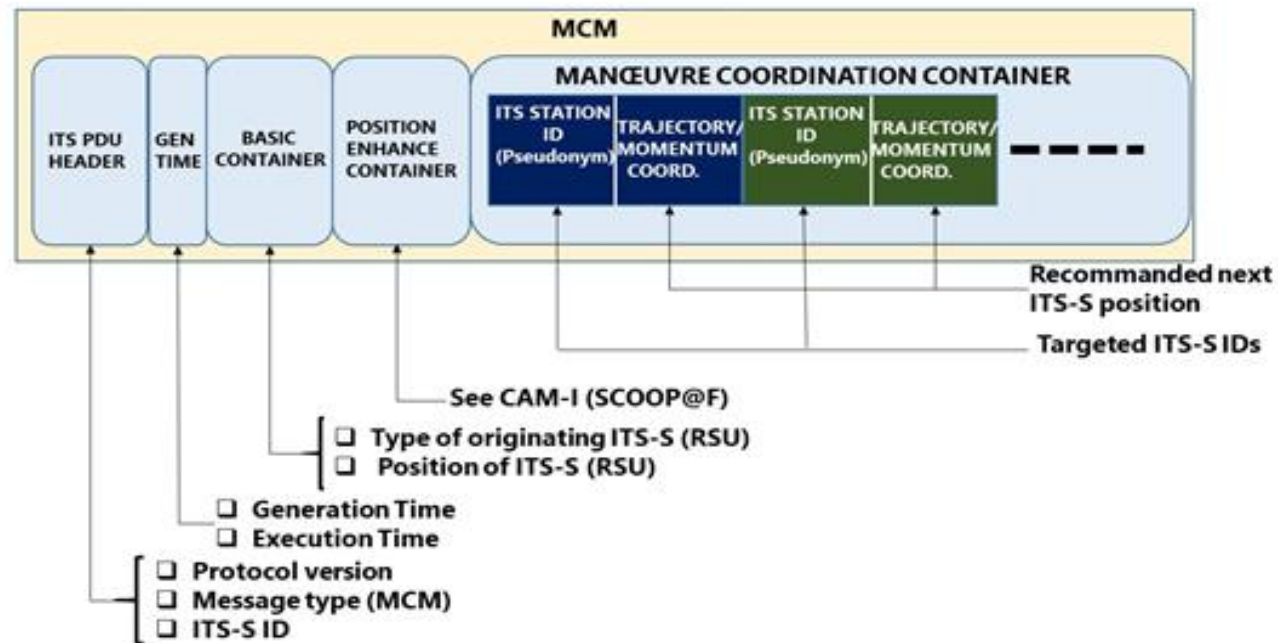 MCM
MANŒUVRE COORDINATION CONTAINER
ITS PDU
HEADER
GEN
TIME
BASIC
CONTAINER
POSITION
ENHANCE
CONTAINER
ITS STATION
ID
(Pseudonym)
TRAJECTORY/
MOMENTUM
COORD.
ITS STATION
ID
(Pseudonym)
TRAJECTORY/
MOMENTUM
COORD.
Recommanded next
ITS-S position
Targeted ITS-S IDs
See CAM-I (SCOOP@F)
❑ Type of originating ITS-S (RSU)
❑ Position of ITS-S (RSU)
❑ Generation Time
❑ Execution Time
❑ Protocol version
❑ Message type (MCM)
❑ ITS-S ID